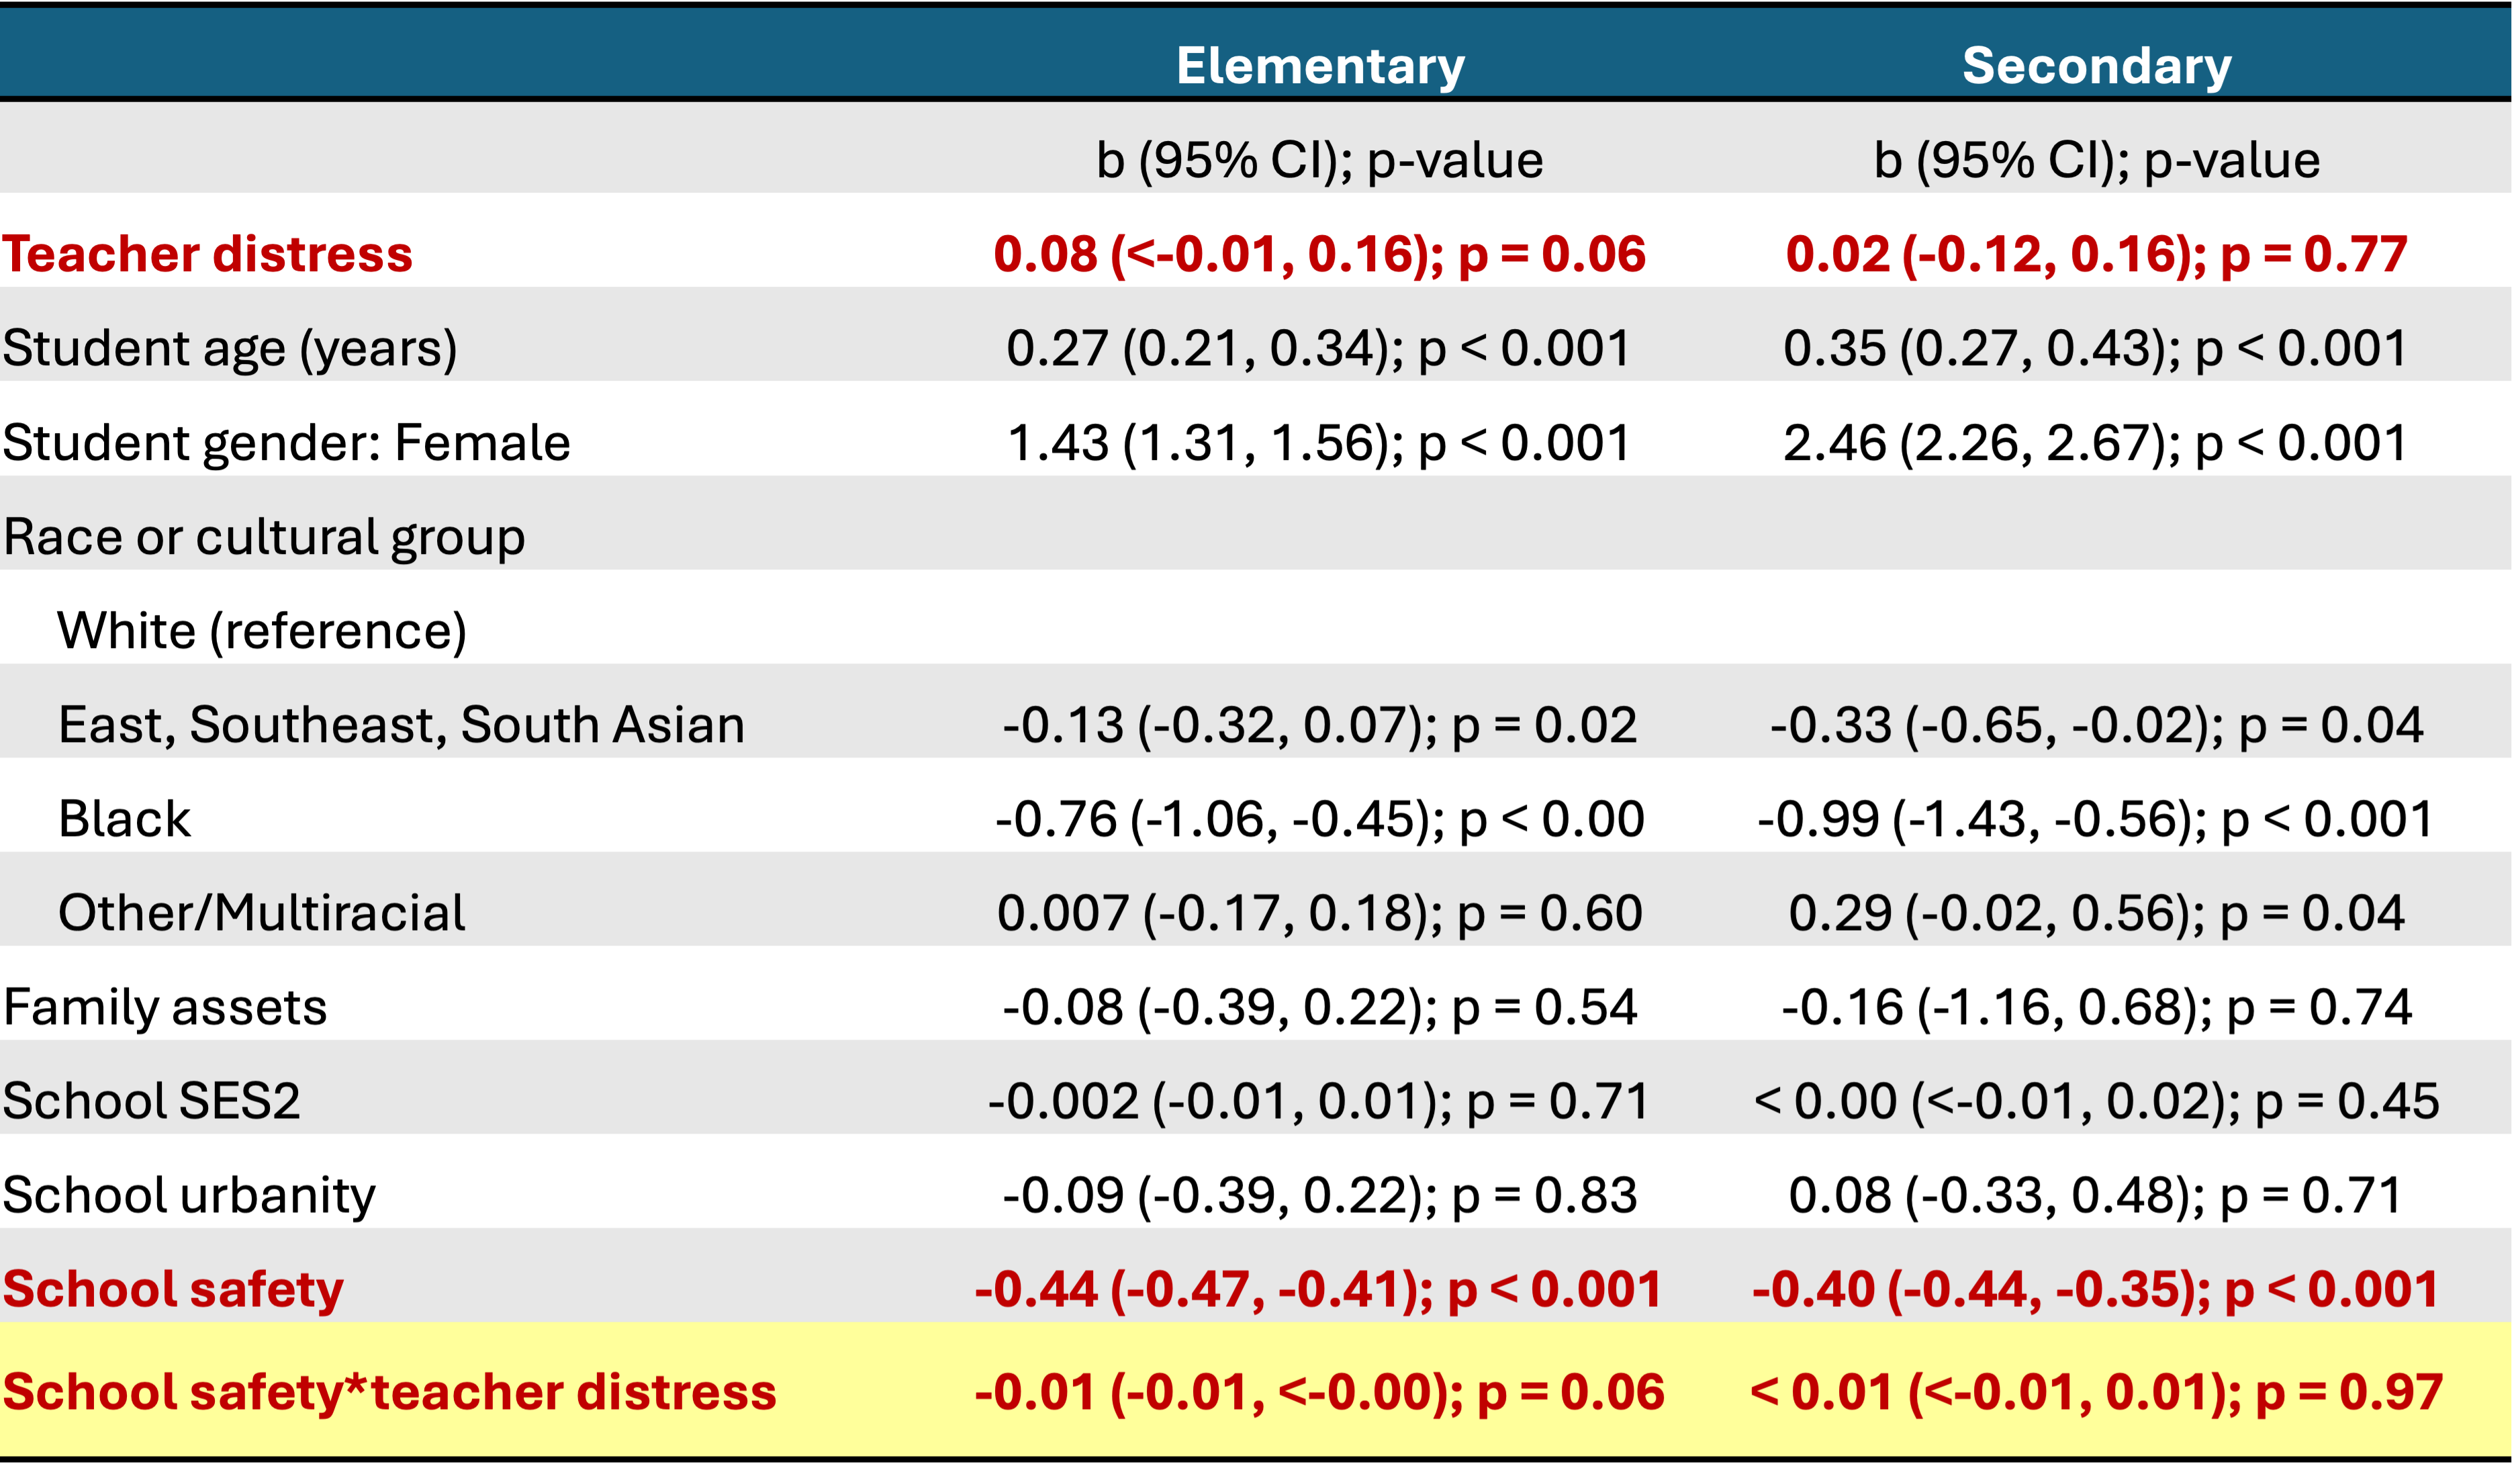 Elementary Secondary
b (95% CI); p-value b (95% CI); p-value
Teacher distress 0.08 (<-0.01, 0.16); p = 0.06 0.02 (-0.12, 0.16); p = 0.77
Student age (years) 0.27 (0.21, 0.34); p < 0.001 0.35 (0.27, 0.43); p < 0.001
Student gender: Female 1.43 (1.31, 1.56); p < 0.001 2.46 (2.26, 2.67); p < 0.001
Race or cultural group
White (reference)
East, Southeast, South Asian -0.13 (-0.32, 0.07); p = 0.02 -0.33 (-0.65, -0.02); p = 0.04
Black -0.76 (-1.06, -0.45); p < 0.00 -0.99 (-1.43, -0.56); p < 0.001
Other/Multiracial 0.007 (-0.17, 0.18); p = 0.60 0.29 (-0.02, 0.56); p = 0.04
Family assets -0.08 (-0.39, 0.22); p = 0.54 -0.16 (-1.16, 0.68); p = 0.74
School SES2 -0.002 (-0.01, 0.01); p = 0.71 < 0.00 (<-0.01, 0.02); p = 0.45
School urbanity -0.09 (-0.39, 0.22); p = 0.83 0.08 (-0.33, 0.48); p = 0.71
School safety -0.44 (-0.47, -0.41); p < 0.001 -0.40 (-0.44, -0.35); p < 0.001
School safety*teacher distress -0.01 (-0.01, <-0.00); p = 0.06 < 0.01 (<-0.01, 0.01); p = 0.97